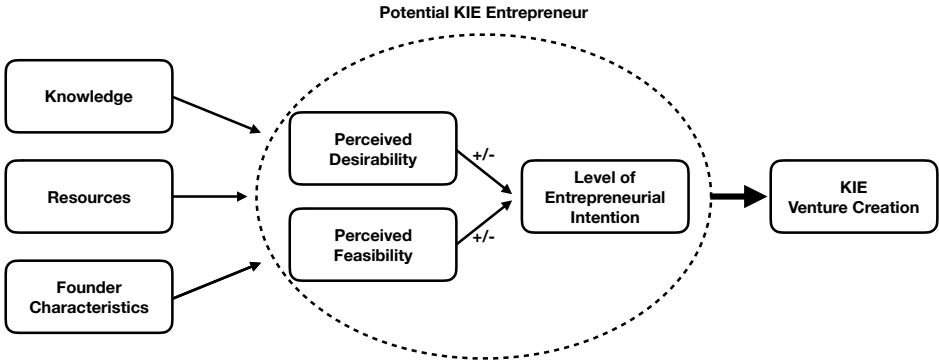 Potential KIE Entrepreneur
Knowledge
Resources
Founder
Characteristics
Perceived
Desirability
+/-
Perceived
Feasibility
+/-
Level of
Entrepreneurial
Intention
KIE
Venture Creation